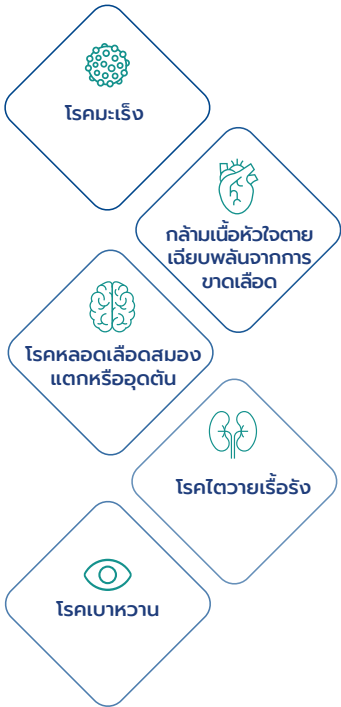 โรคมะเร็ง
กล้ามเนื้อหัวใจตาย
เฉียบพลันจากการ
ขาดเลือด
โรคหลอดเลือดสมอง
แตกหรืออุดตัน
โรคไตวายเรื้อรัง
โรคเบาหวาน